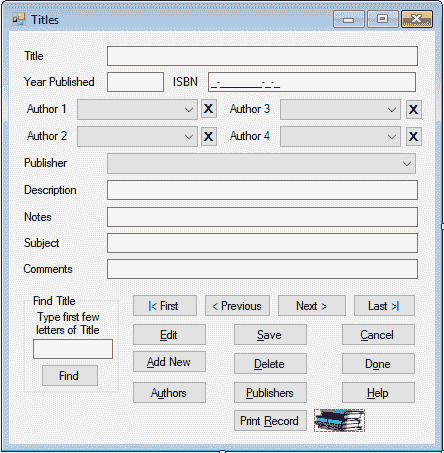 Titles
Title
Year Published ISBN _-_______-_-_
Author 1 X Author 3 X
Author 2 X Author 4 X
Publisher
Description
Notes
Subject
Comments
Find Title
Type first few
letters of Title
Find
|< First < Previous Next > Last >|
Edit Save Cancel
Add New Delete Done
Authors Publishers Help
Print Record